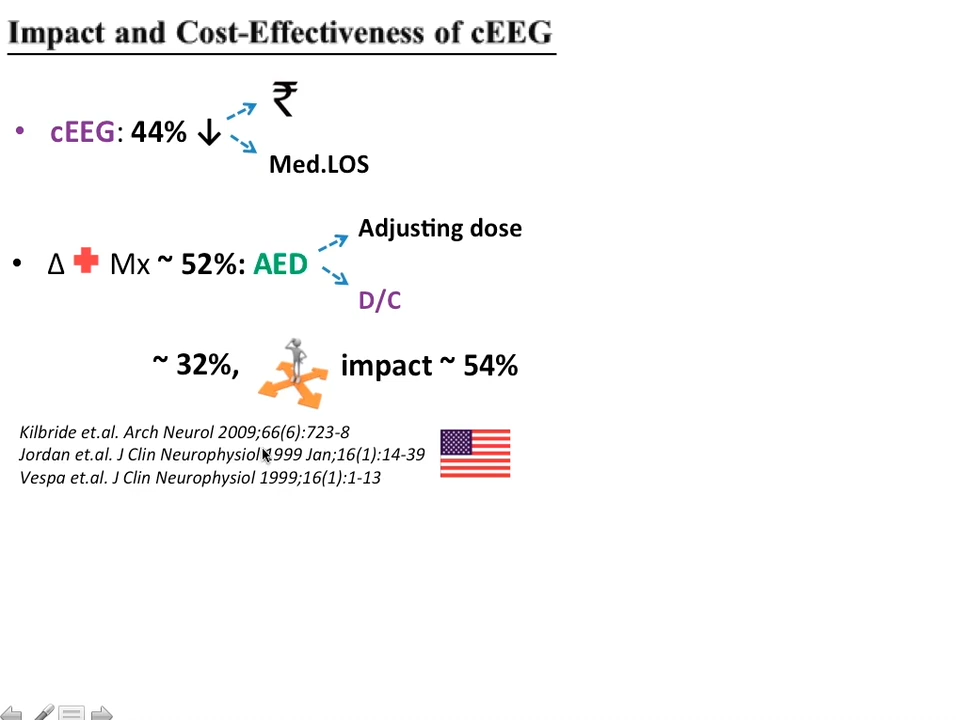 Impact and Cost-Effectiveness of cEEG
₹
• cEEG: 44% ↓
Med.LOS
Adjusting dose
• Δ Mx ~ 52%: AED
D/C
~ 32%, impact ~ 54%
Kilbride et.al. Arch Neurol 2009;66(6):723-8
Jordan et.al. J Clin Neurophysiol 1999 Jan;16(1):14-39
Vespa et.al. J Clin Neurophysiol 1999;16(1):1-13